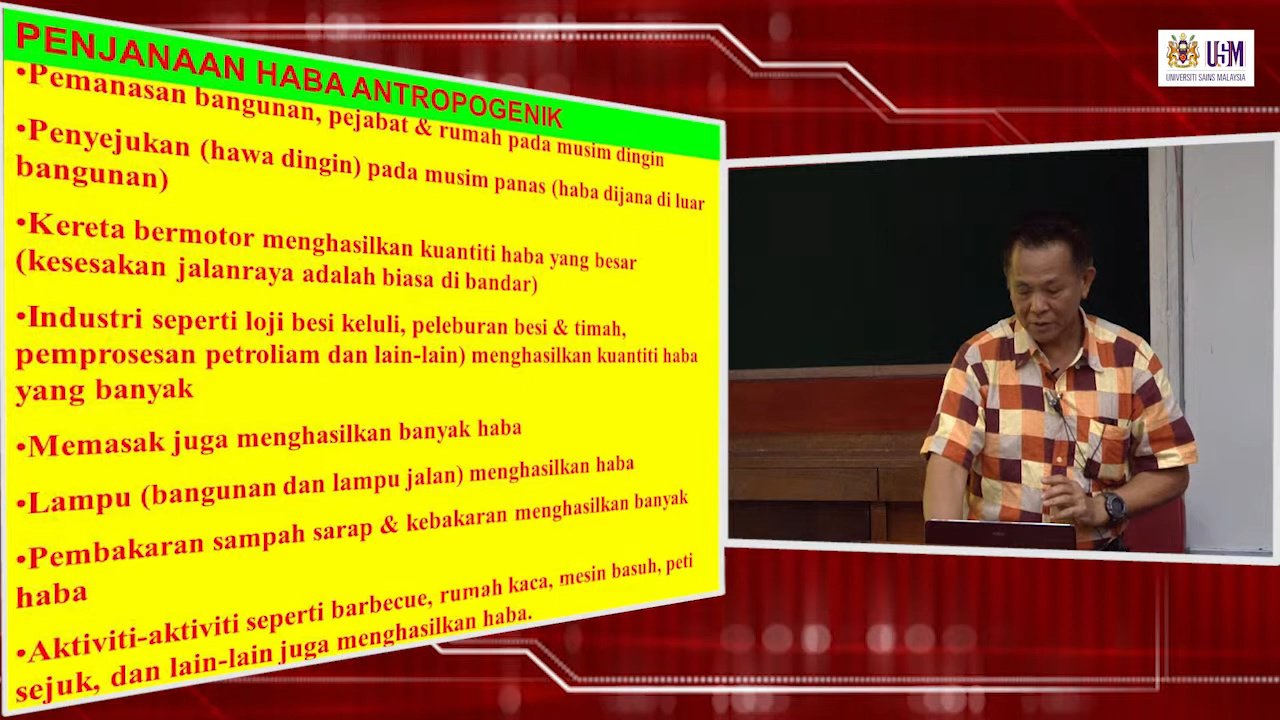 PENJANAAN HABA ANTROPOGENIK
•Pemanasan bangunan, pejabat & rumah pada musim dingin
•Penyejukan (hawa dingin) pada musim panas (haba dijana di luar
bangunan)
•Kereta bermotor menghasilkan kuantiti haba yang besar
(kesesakan jalanraya adalah biasa di bandar)
•Industri seperti loji besi keluli, peleburan besi & timah,
pemprosesan petroliam dan lain-lain) menghasilkan kuantiti haba
yang banyak
•Memasak juga menghasilkan banyak haba
•Lampu (bangunan dan lampu jalan) menghasilkan haba
•Pembakaran sampah sarap & kebakaran menghasilkan banyak
haba
•Aktiviti-aktiviti seperti barbecue, rumah kaca, mesin basuh, peti
sejuk, dan lain-lain juga menghasilkan haba.
USM
UNIVERSITI SAINS MALAYSIA